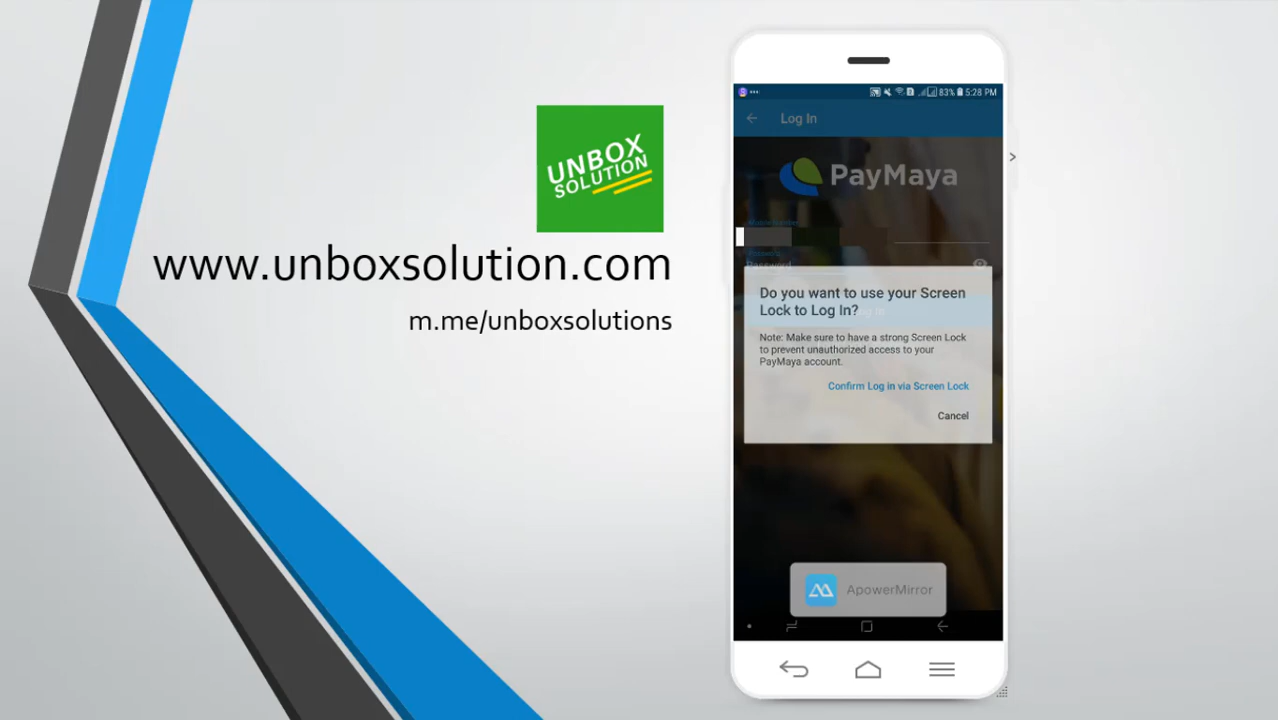 UNBOX
SOLUTION
www.unboxsolution.com
m.me/unboxsolutions
83% 5:28 PM
Log In
PayMaya
Password
Do you want to use your Screen
Lock to Log In?
Note: Make sure to have a strong Screen Lock
to prevent unauthorized access to your
PayMaya account.
Confirm Log in via Screen Lock
Cancel
ApowerMirror